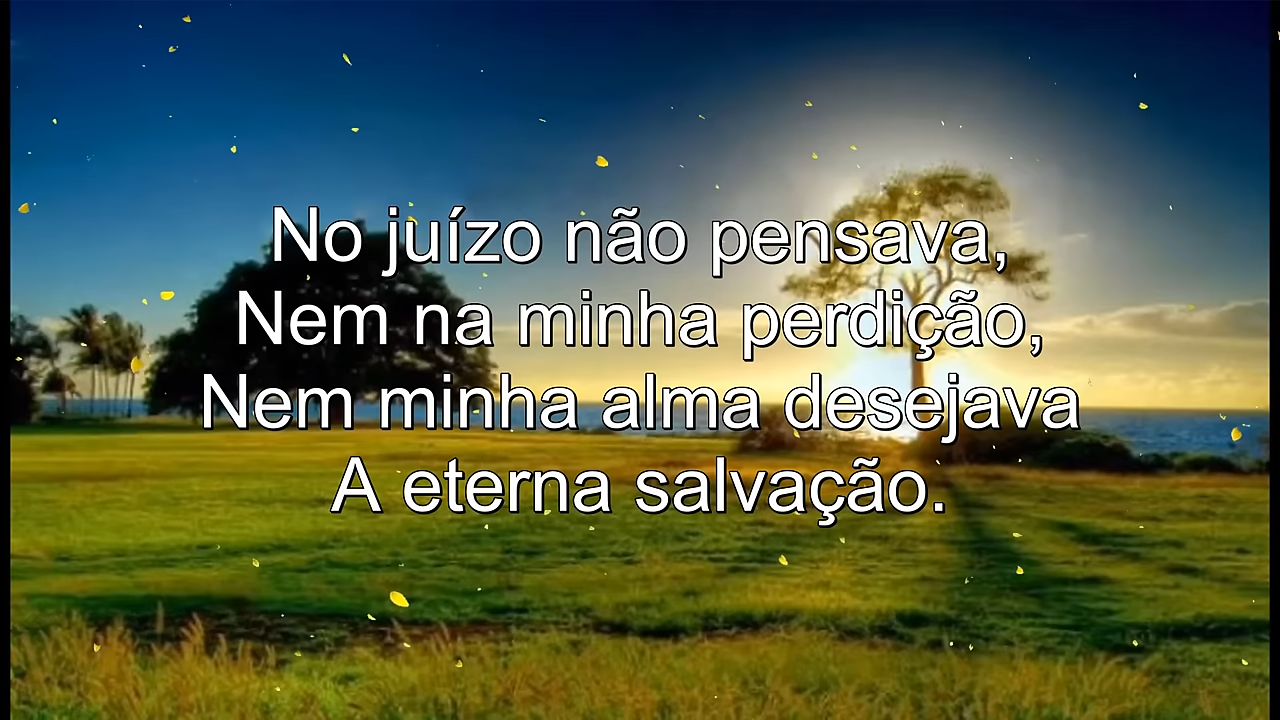 No juízo não pensava,
Nem na minha perdição,
Nem minha alma desejava
A eterna salvação.